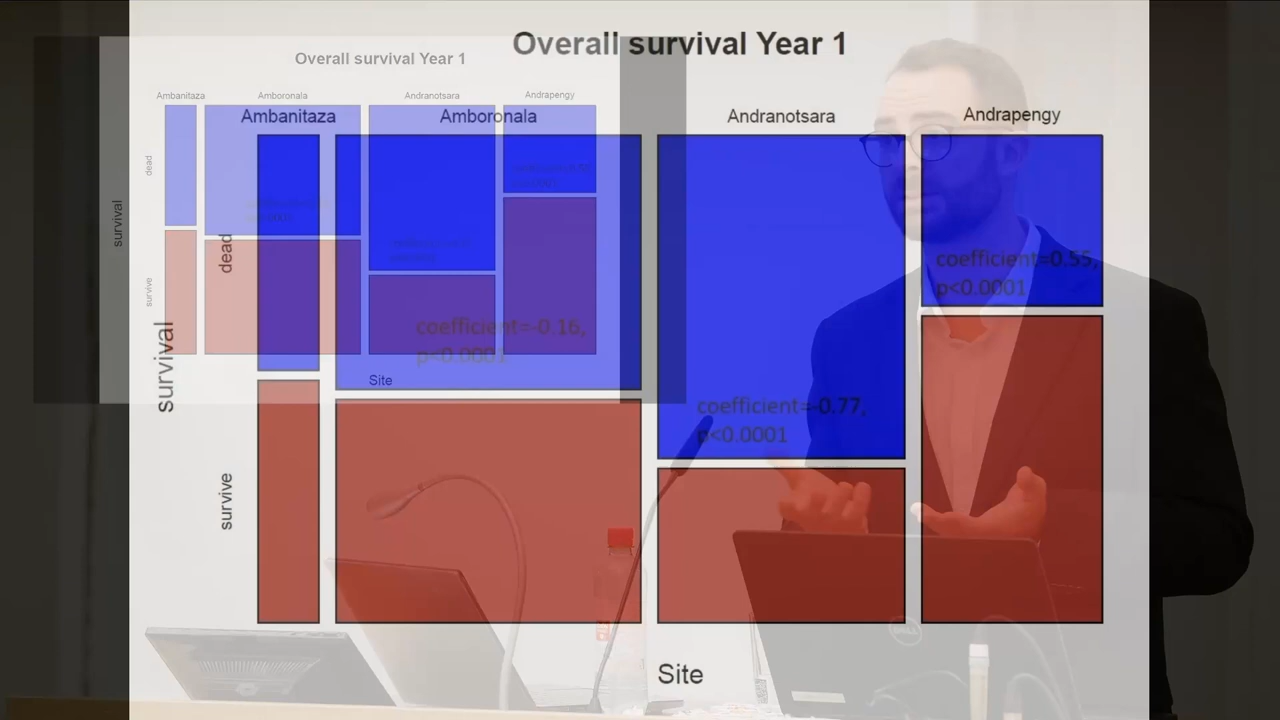 Overall survival Year 1
Overall survival Year 1
Ambanitaza
Amboronala
Andranotsara
Andrapengy
Ambanitaza
Amboronala
Andranotsara
Andrapengy
dead
survival
survive
dead
survival
survive
coefficient=0.55,
p<0.0001
coefficient=-0.16,
p<0.0001
coefficient=-0.77,
p<0.0001
Site
Site
DELL